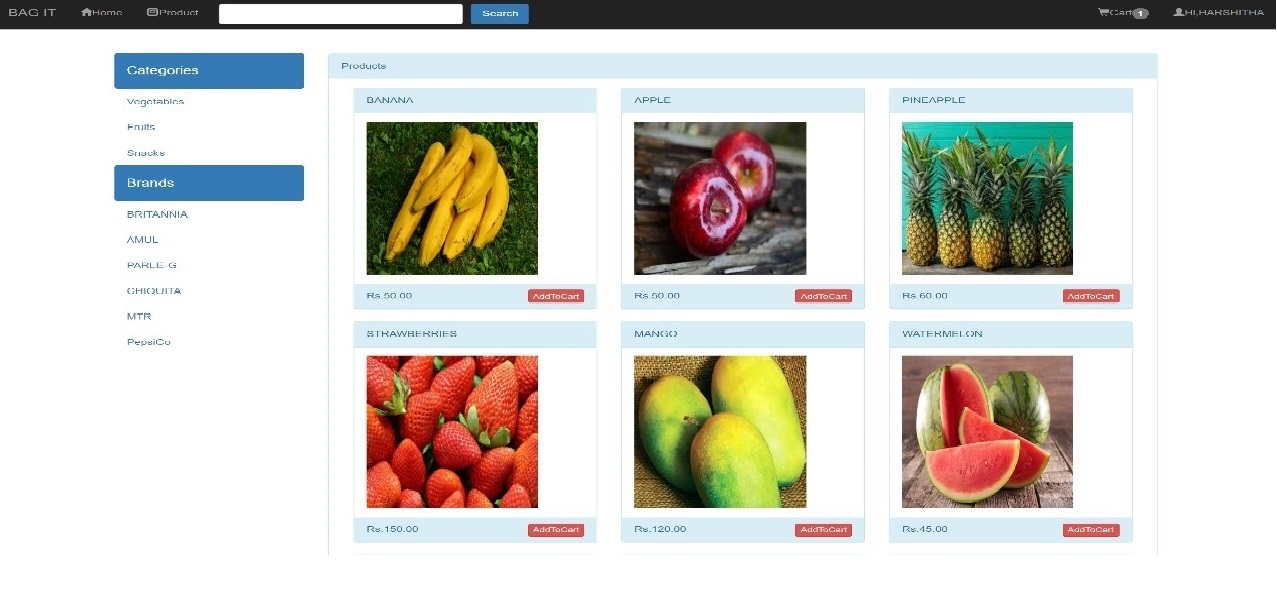 BAG IT Home Product Search Cart 1 HI,HARSHITHA
Categories
Vegetables
Fruits
Snacks
Brands
BRITANNIA
AMUL
PARLE-G
CHIQUITA
MTR
PepsiCo
Products
BANANA APPLE PINEAPPLE
Rs.50.00 AddToCart Rs.50.00 AddToCart Rs.60.00 AddToCart
STRAWBERRIES MANGO WATERMELON
Rs.150.00 AddToCart Rs.120.00 AddToCart Rs.45.00 AddToCart